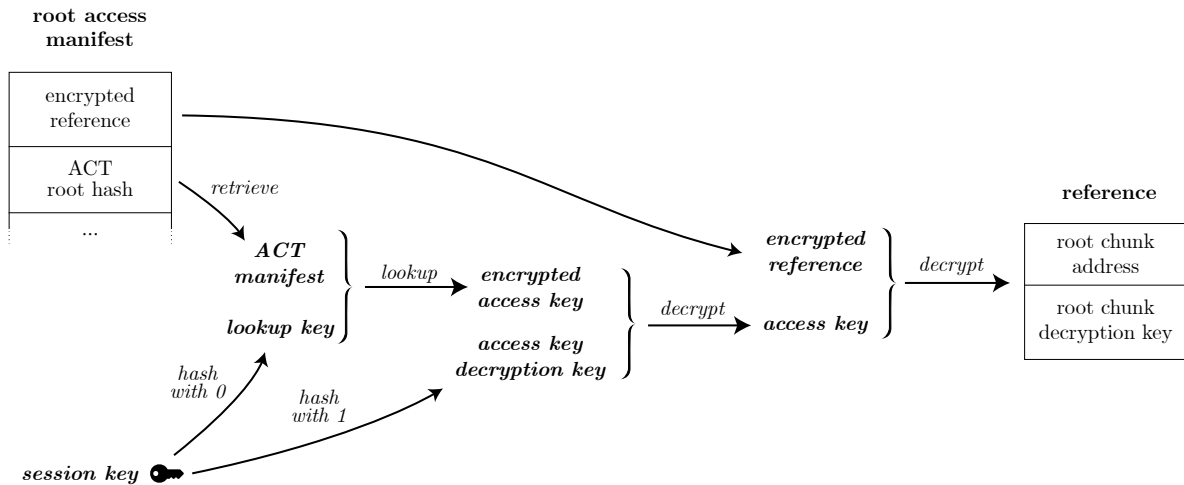 root access
manifest
encrypted
reference
ACT
root hash
...
retrieve
ACT
manifest
lookup key
lookup
encrypted
access key
access key
decryption key
decrypt
encrypted
reference
access key
decrypt
reference
root chunk
address
root chunk
decryption key
hash
with 0
hash
with 1
session key